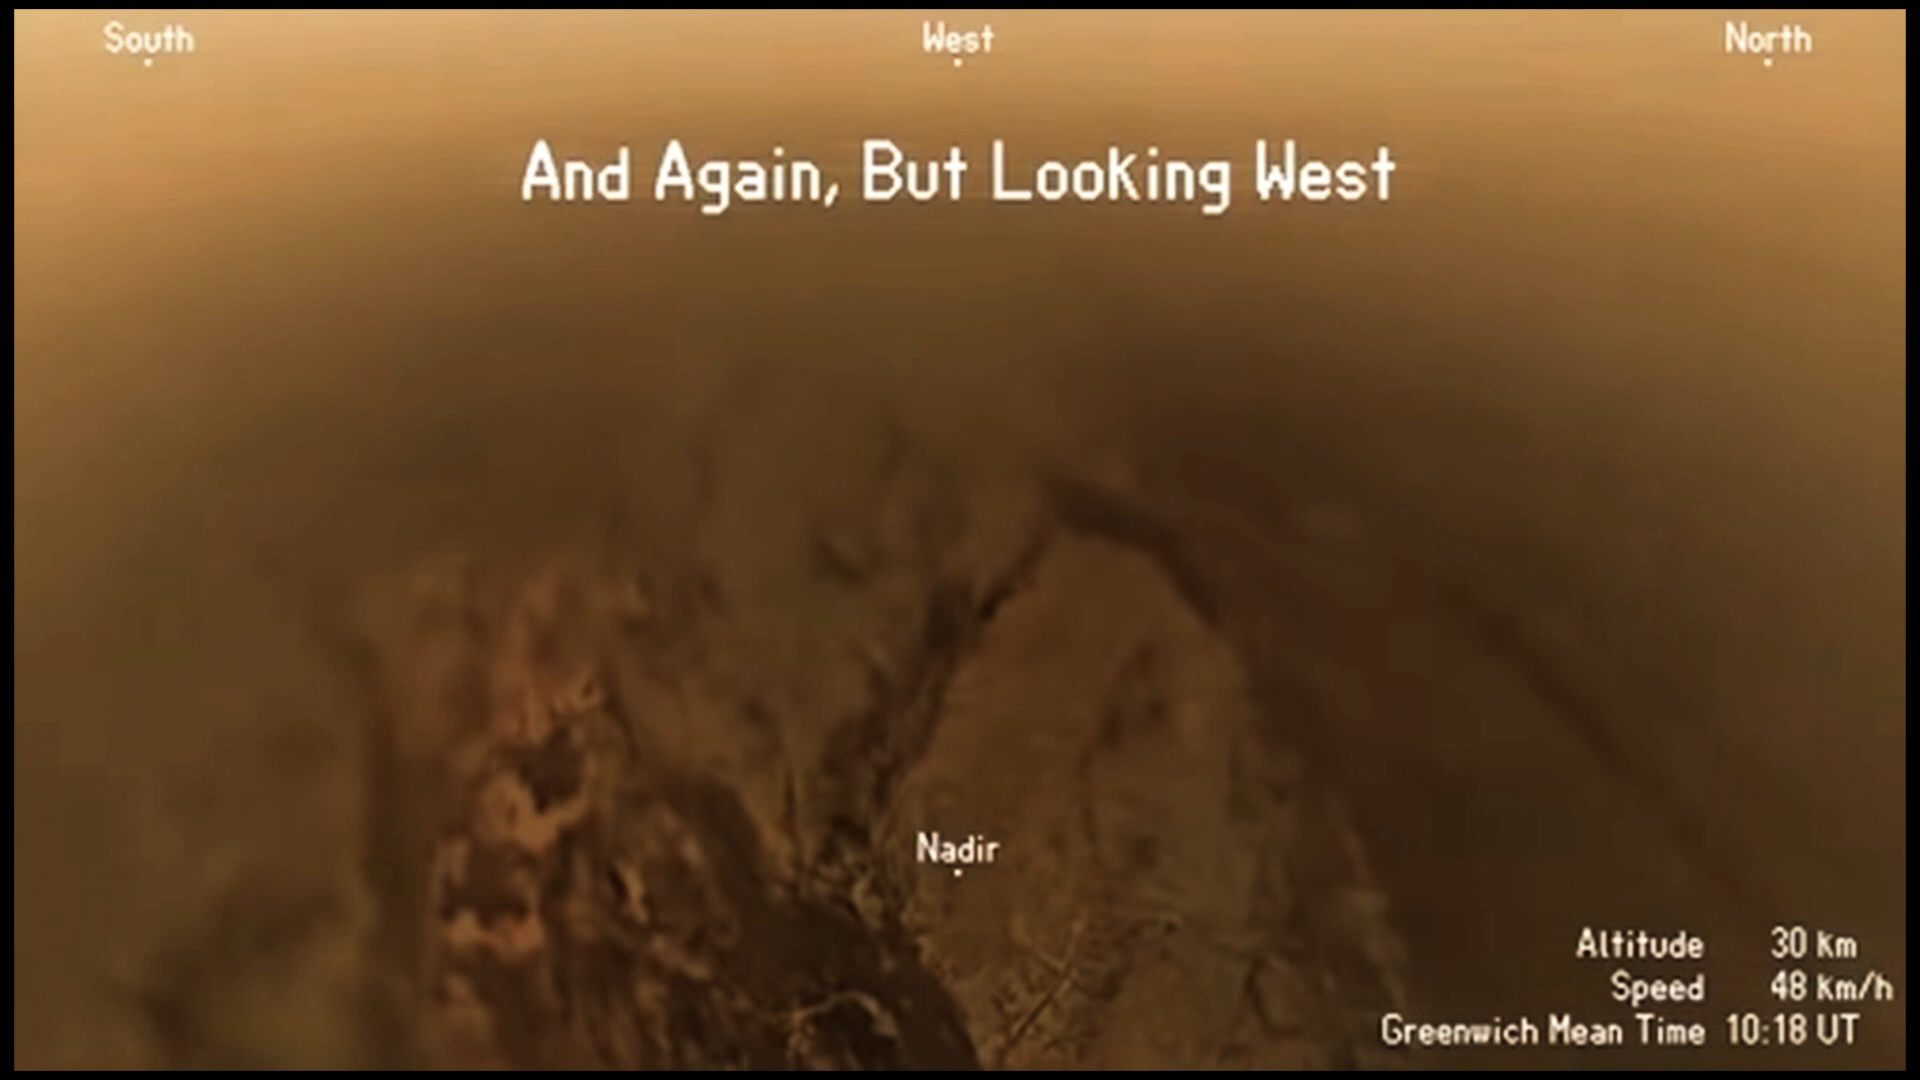 South West North
And Again, But Looking West
Nadir
Altitude 30 km
Speed 48 km/h
Greenwich Mean Time 10:18 UT